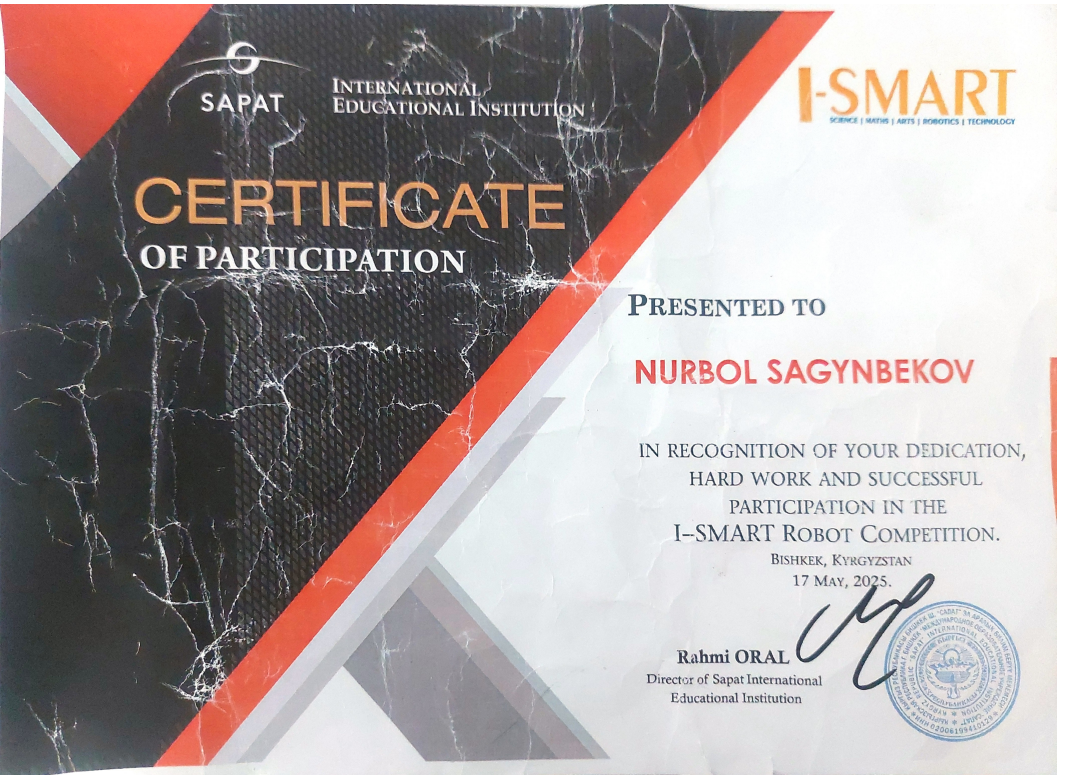 SAPAT
INTERNATIONAL
EDUCATIONAL INSTITUTION
I-SMART
SCIENCE | MATHS | ARTS | ROBOTICS | TECHNOLOGY
CERTIFICATE
OF PARTICIPATION
PRESENTED TO
NURBOL SAGYNBEKOV
IN RECOGNITION OF YOUR DEDICATION,
HARD WORK AND SUCCESSFUL
PARTICIPATION IN THE
I–SMART ROBOT COMPETITION.
BISHKEK, KYRGYZSTAN
17 MAY, 2025.
Rahmi ORAL
Director of Sapat International
Educational Institution